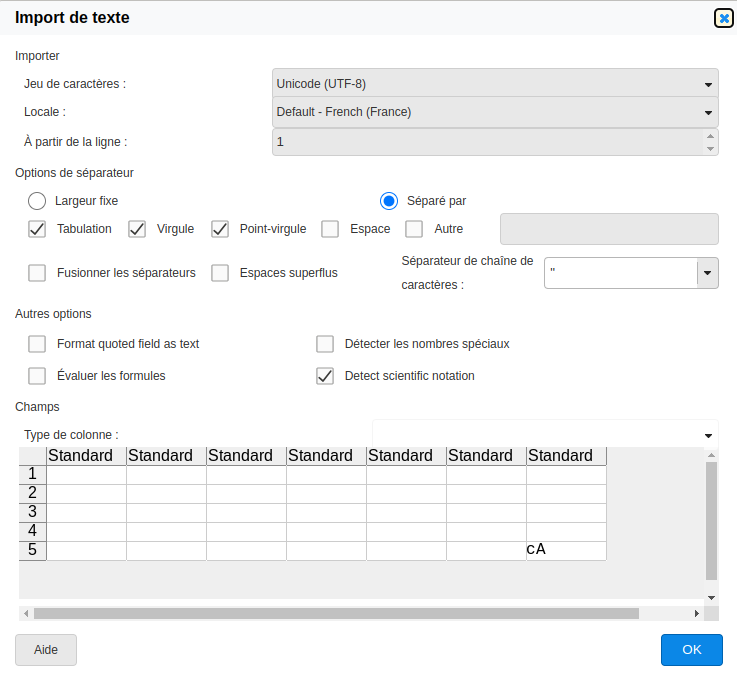 Import de texte
Importer
Jeu de caractères : Unicode (UTF-8)
Locale : Default - French (France)
À partir de la ligne : 1
Options de séparateur
Largeur fixe Séparé par
Tabulation Virgule Point-virgule Espace Autre
Fusionner les séparateurs Espaces superflus Séparateur de chaîne de caractères : "
Autres options
Format quoted field as text Détecter les nombres spéciaux
Évaluer les formules Detect scientific notation
Champs
Type de colonne :
Standard Standard Standard Standard Standard Standard Standard
1
2
3
4
5 cA
Aide OK